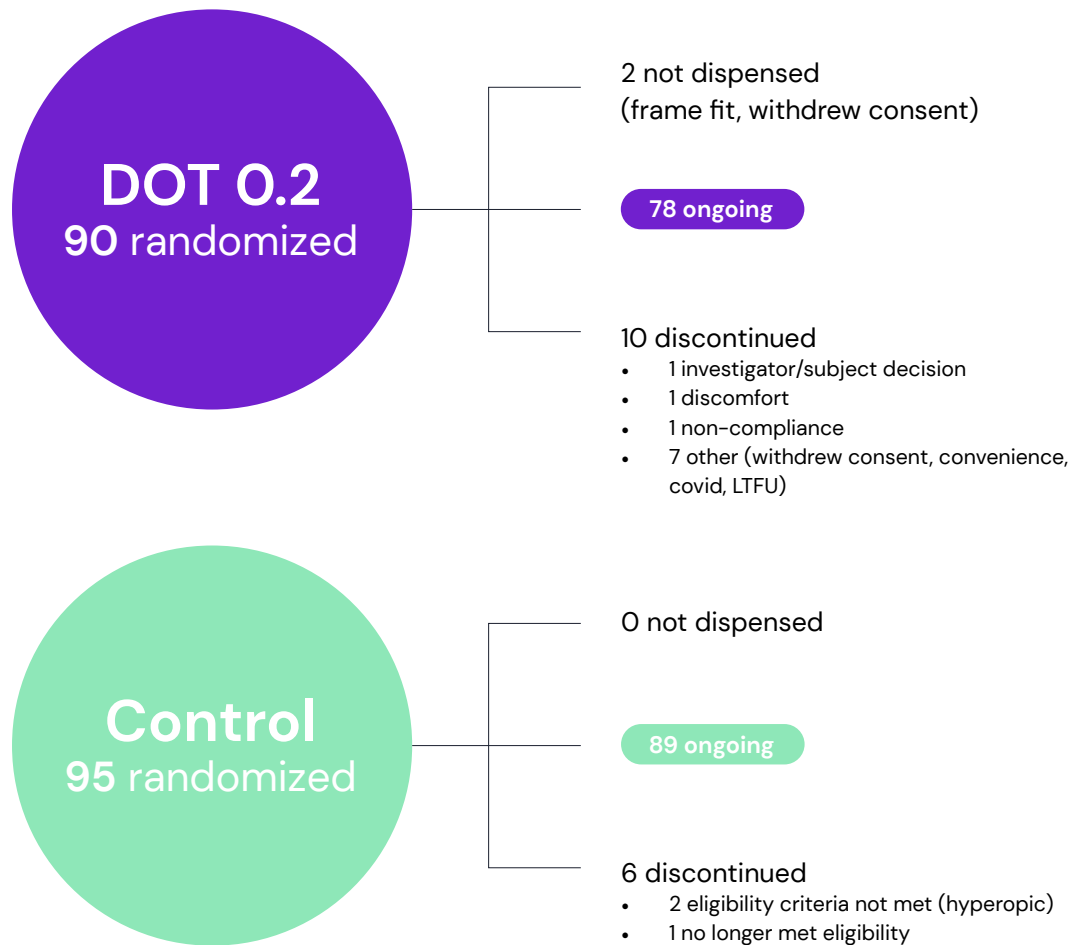 DOT 0.2
90 randomized
2 not dispensed
(frame fit, withdrew consent)
78 ongoing
10 discontinued
• 1 investigator/subject decision
• 1 discomfort
• 1 non-compliance
• 7 other (withdrew consent, convenience,
covid, LTFU)
Control
95 randomized
0 not dispensed
89 ongoing
6 discontinued
• 2 eligibility criteria not met (hyperopic)
• 1 no longer met eligibility